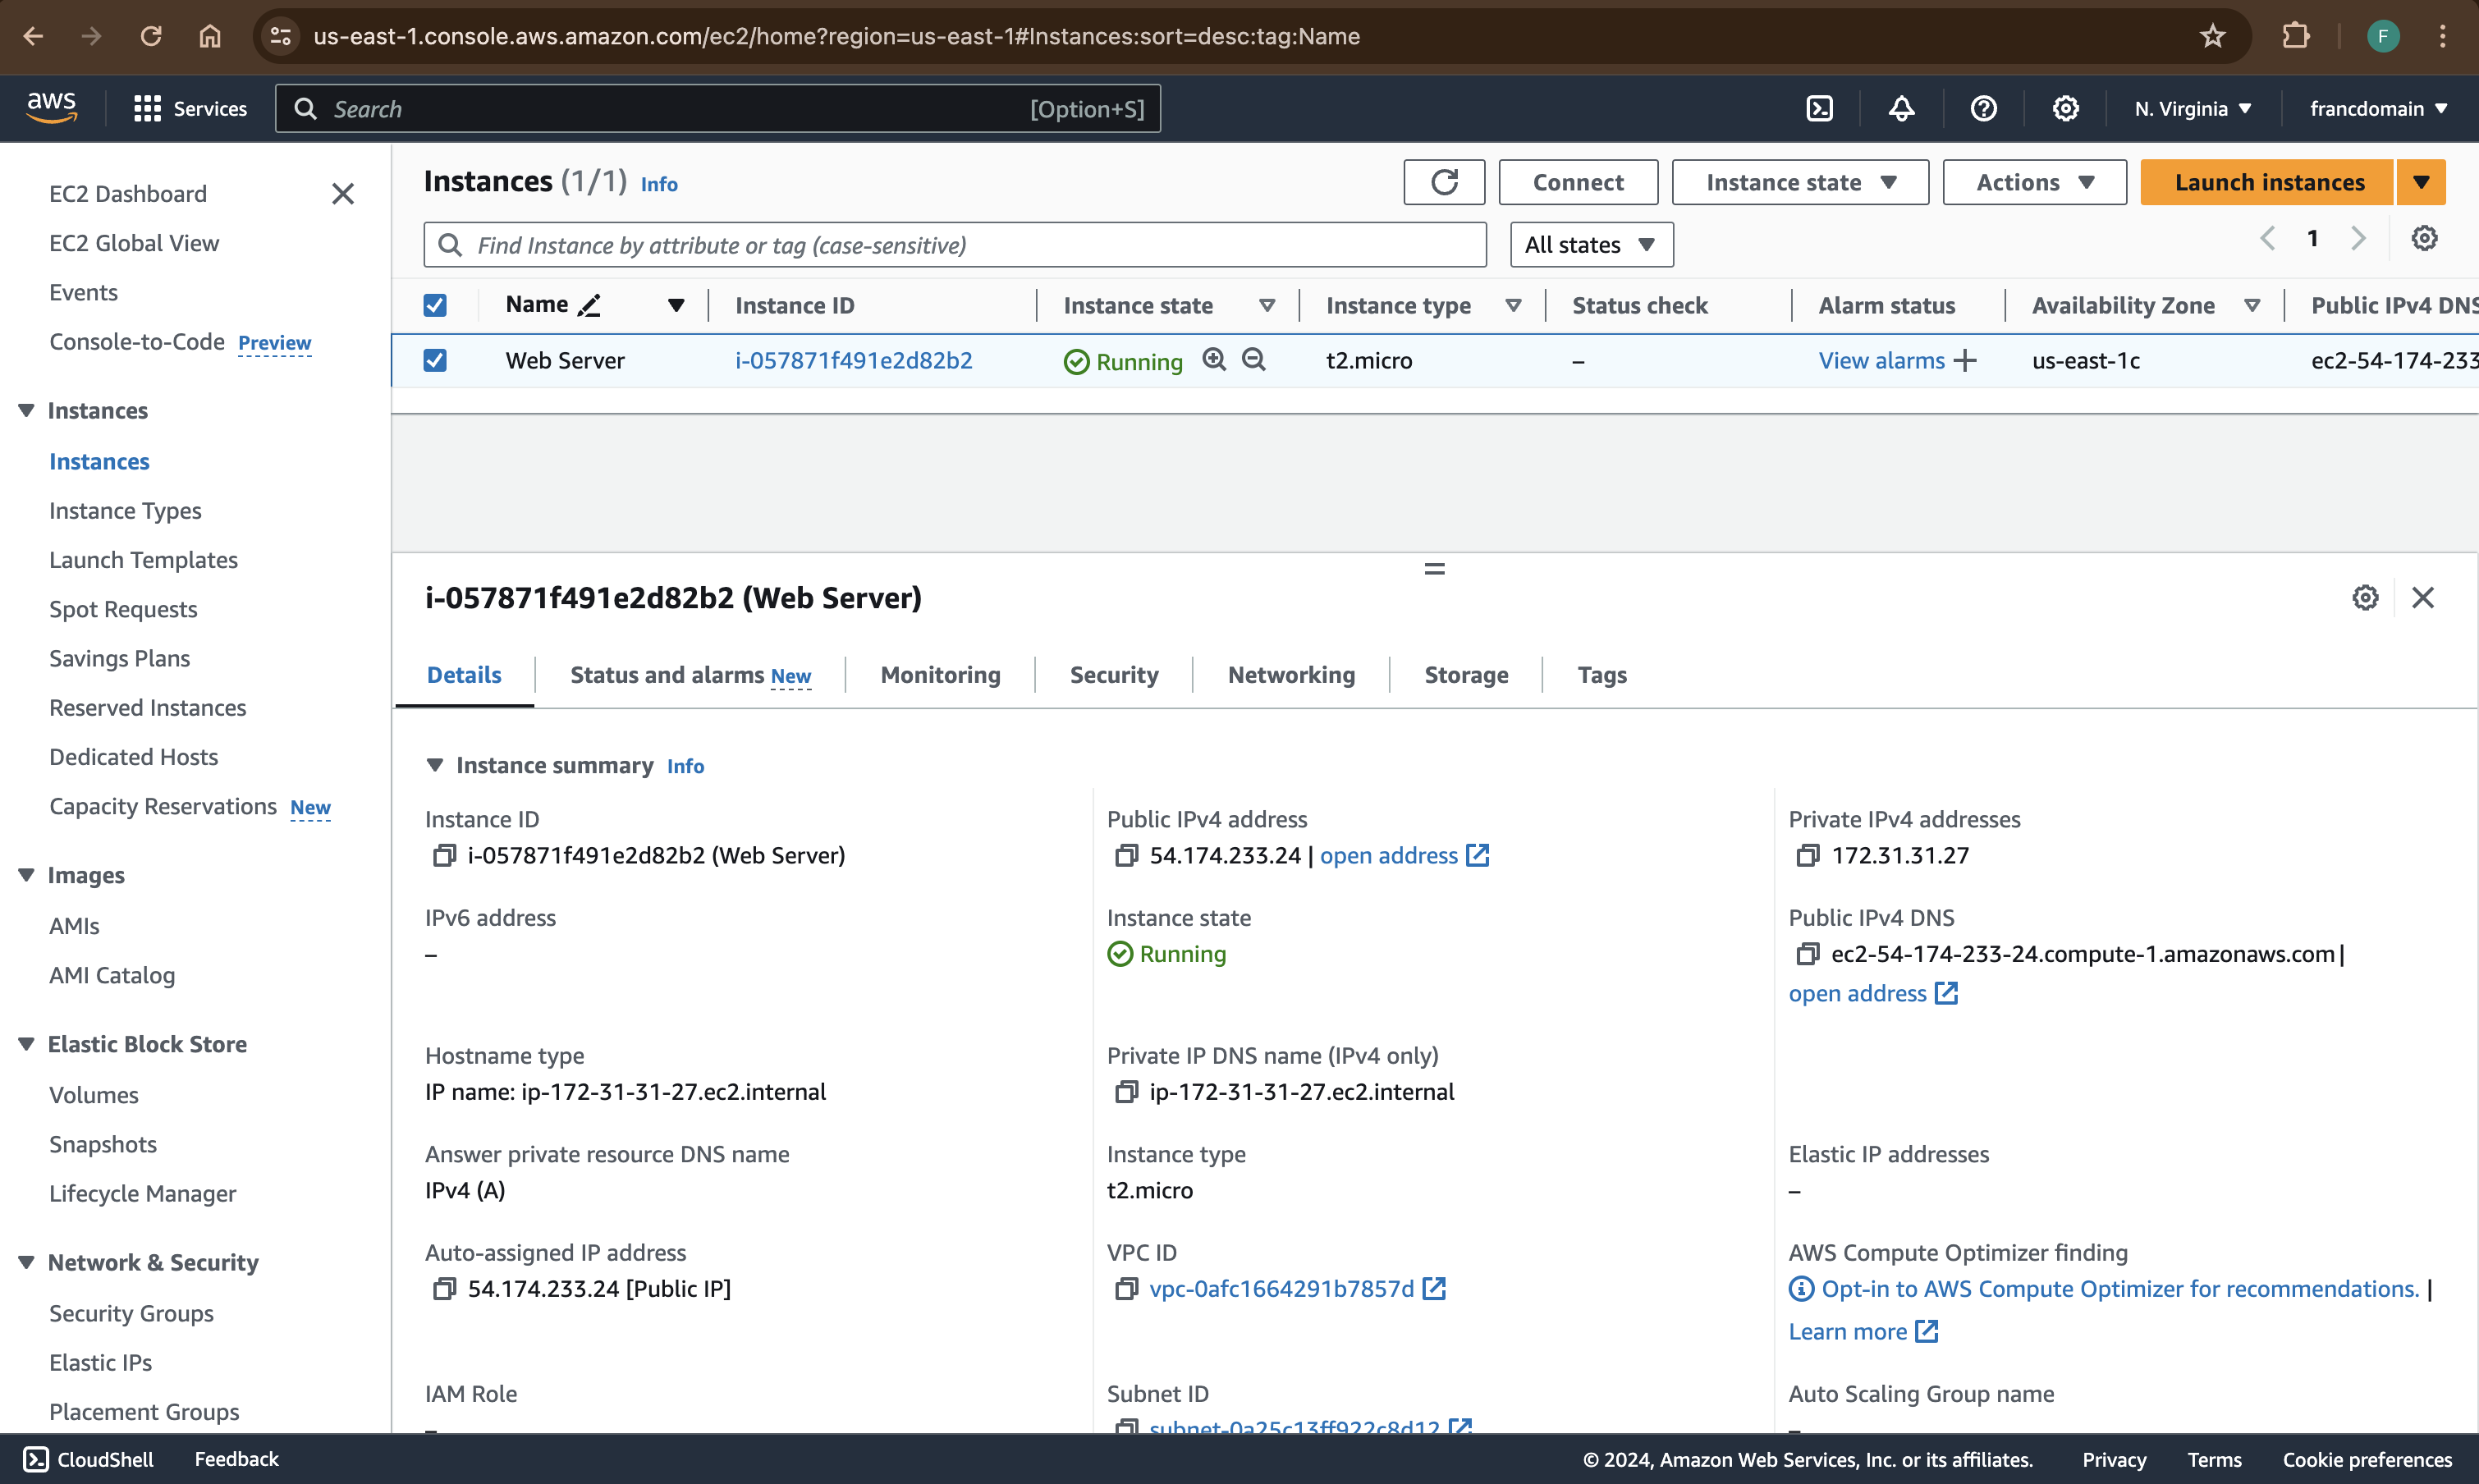 us-east-1.console.aws.amazon.com/ec2/home?region=us-east-1#Instances:sort=desc:tag:Name
F
aws
Services
Search
[Option+S]
N. Virginia
francdomain
EC2 Dashboard
EC2 Global View
Events
Console-to-Code Preview
Instances
Instances
Instance Types
Launch Templates
Spot Requests
Savings Plans
Reserved Instances
Dedicated Hosts
Capacity Reservations New
Images
AMIs
AMI Catalog
Elastic Block Store
Volumes
Snapshots
Lifecycle Manager
Network & Security
Security Groups
Elastic IPs
Placement Groups
Instances (1/1) Info
Connect
Instance state
Actions
Launch instances
Find Instance by attribute or tag (case-sensitive)
All states
1
Name Instance ID Instance state Instance type Status check Alarm status Availability Zone Public IPv4 DNS
Web Server i-057871f491e2d82b2 Running t2.micro – View alarms + us-east-1c ec2-54-174-233
i-057871f491e2d82b2 (Web Server)
Details Status and alarms New Monitoring Security Networking Storage Tags
Instance summary Info
Instance ID
i-057871f491e2d82b2 (Web Server)
Public IPv4 address
54.174.233.24 | open address
Private IPv4 addresses
172.31.31.27
IPv6 address
–
Instance state
Running
Public IPv4 DNS
ec2-54-174-233-24.compute-1.amazonaws.com |
open address
Hostname type
IP name: ip-172-31-31-27.ec2.internal
Private IP DNS name (IPv4 only)
ip-172-31-31-27.ec2.internal
Answer private resource DNS name
IPv4 (A)
Instance type
t2.micro
Elastic IP addresses
–
Auto-assigned IP address
54.174.233.24 [Public IP]
VPC ID
vpc-0afc1664291b7857d
AWS Compute Optimizer finding
Opt-in to AWS Compute Optimizer for recommendations. |
Learn more
IAM Role
–
Subnet ID
subnet-0a25c13ff922c8d12
Auto Scaling Group name
–
CloudShell
Feedback
© 2024, Amazon Web Services, Inc. or its affiliates.
Privacy
Terms
Cookie preferences